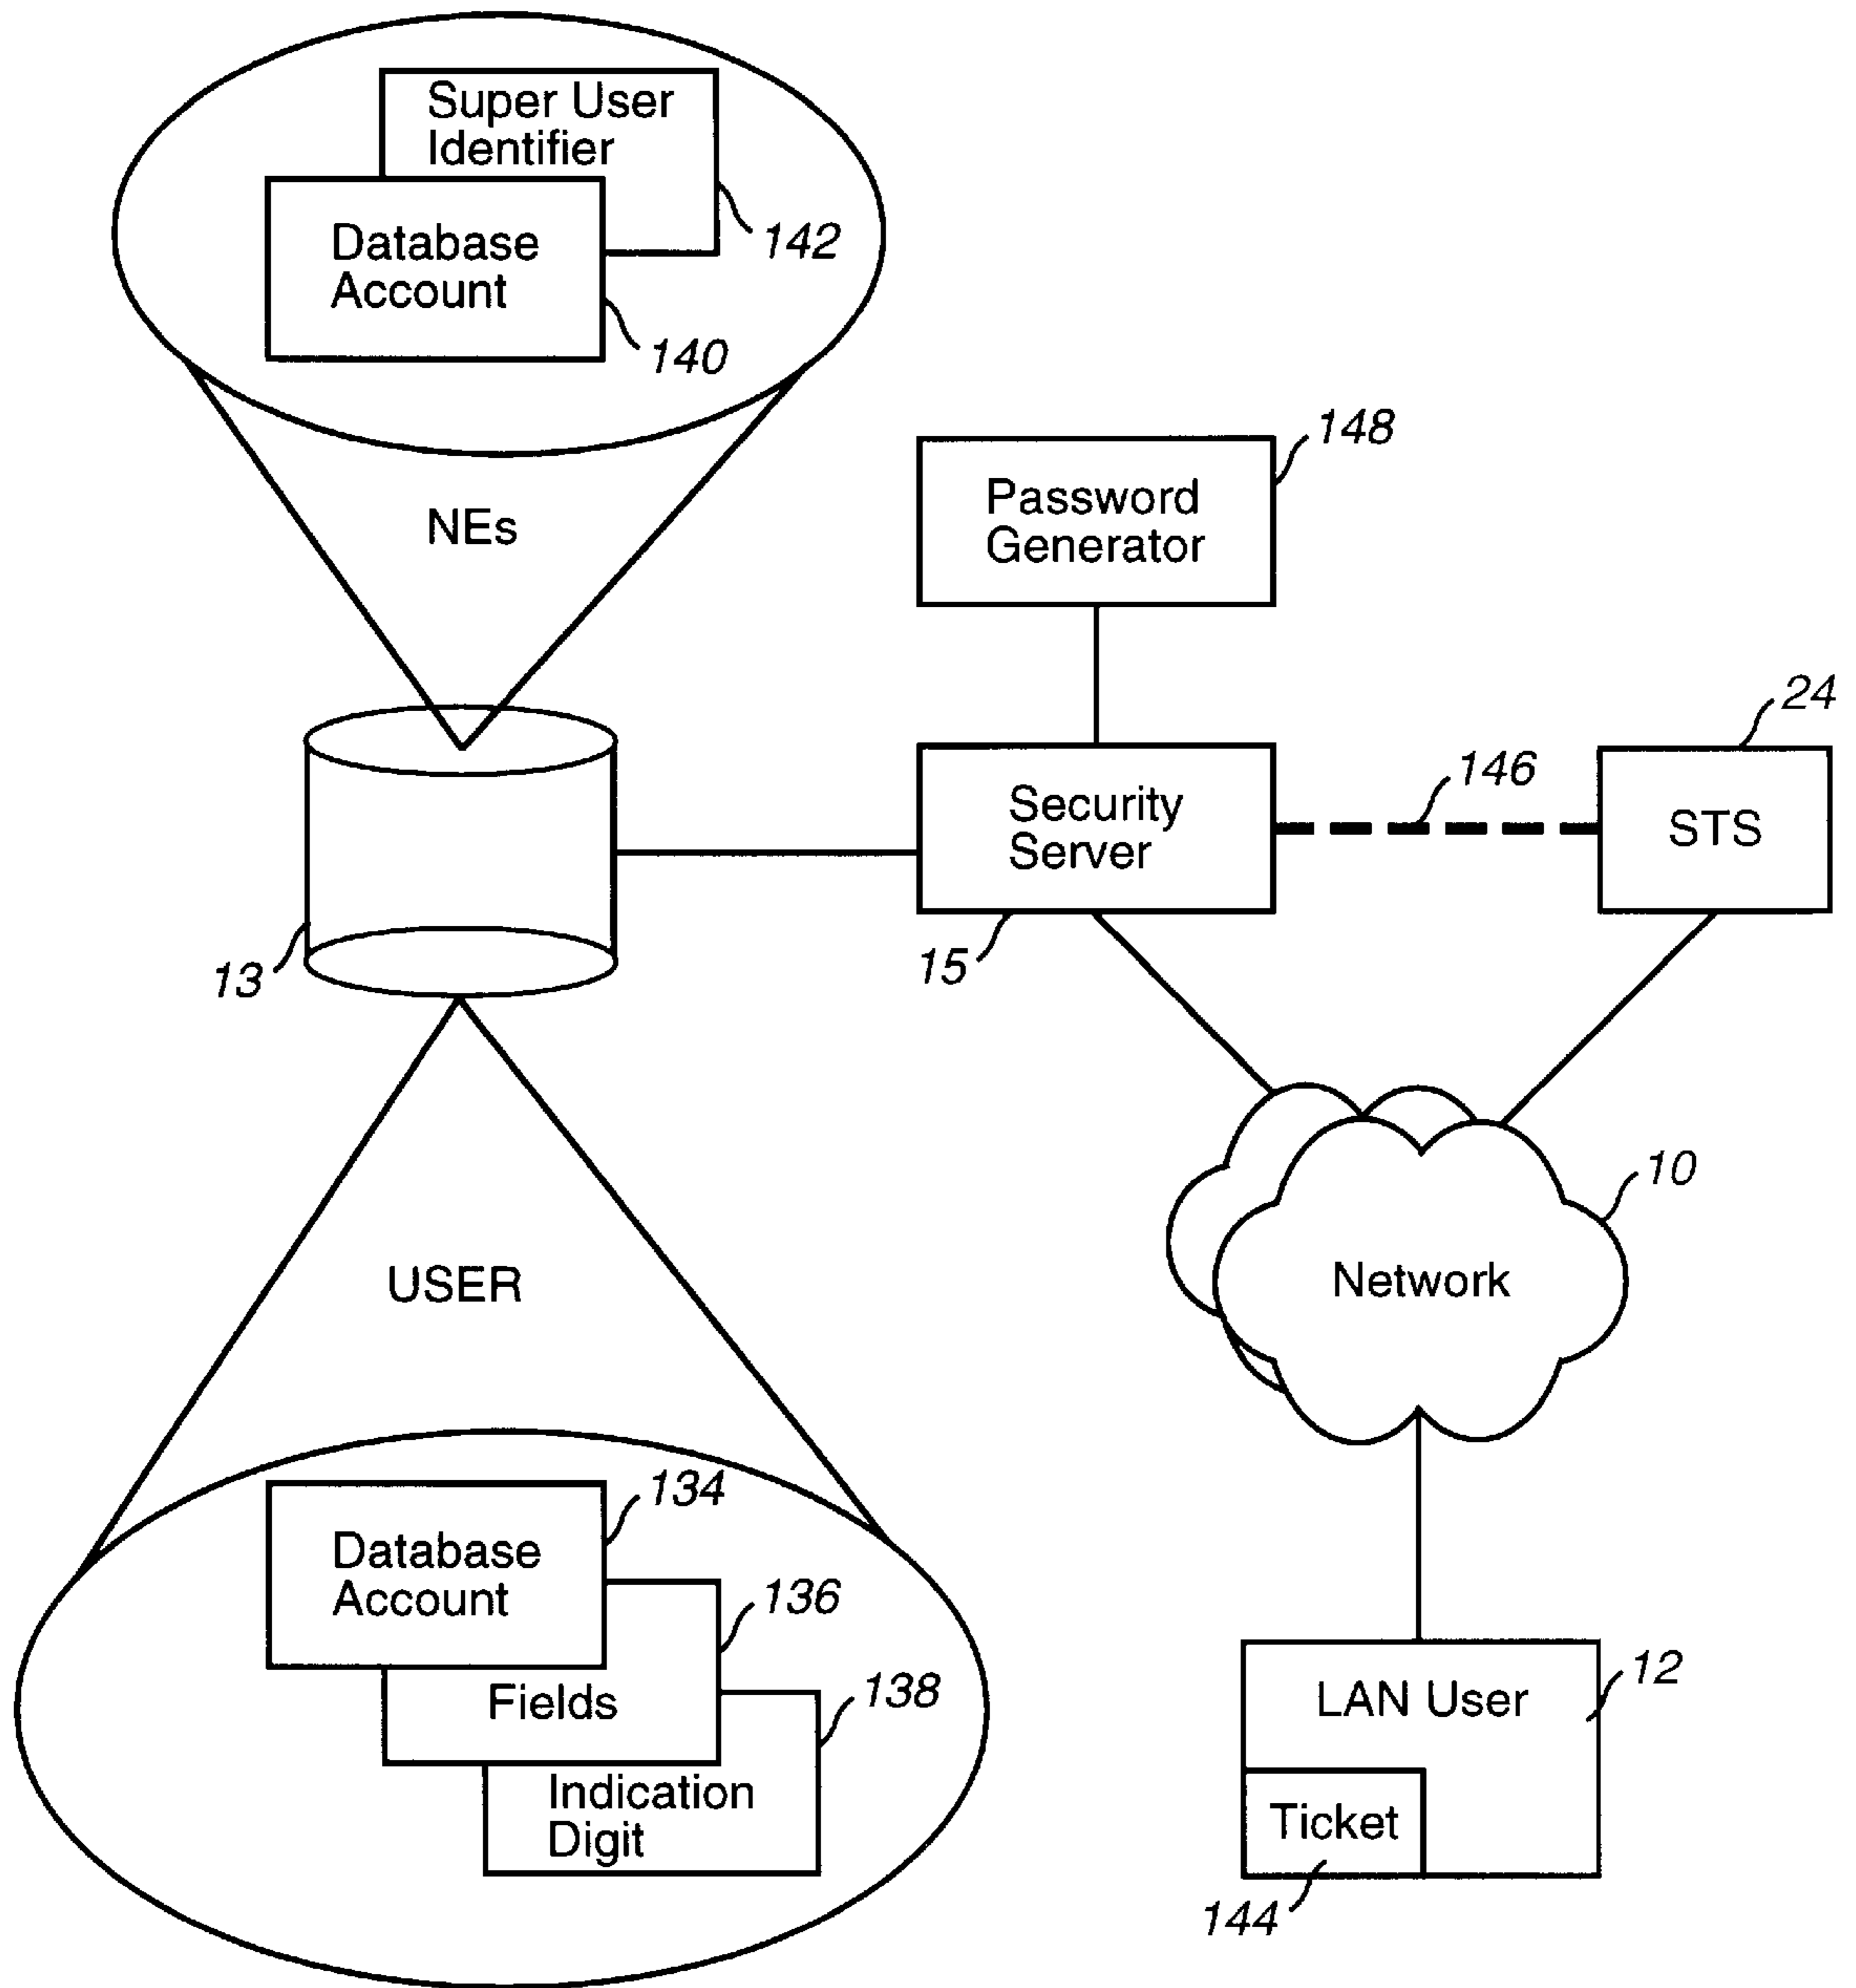 Super User
Identifier
142
Database
Account
140
NEs
148
Password
Generator
24
146
Security
Server
STS
13
15
10
Network
USER
134
Database
Account
136
Fields
138
Indication
Digit
12
LAN User
Ticket
144